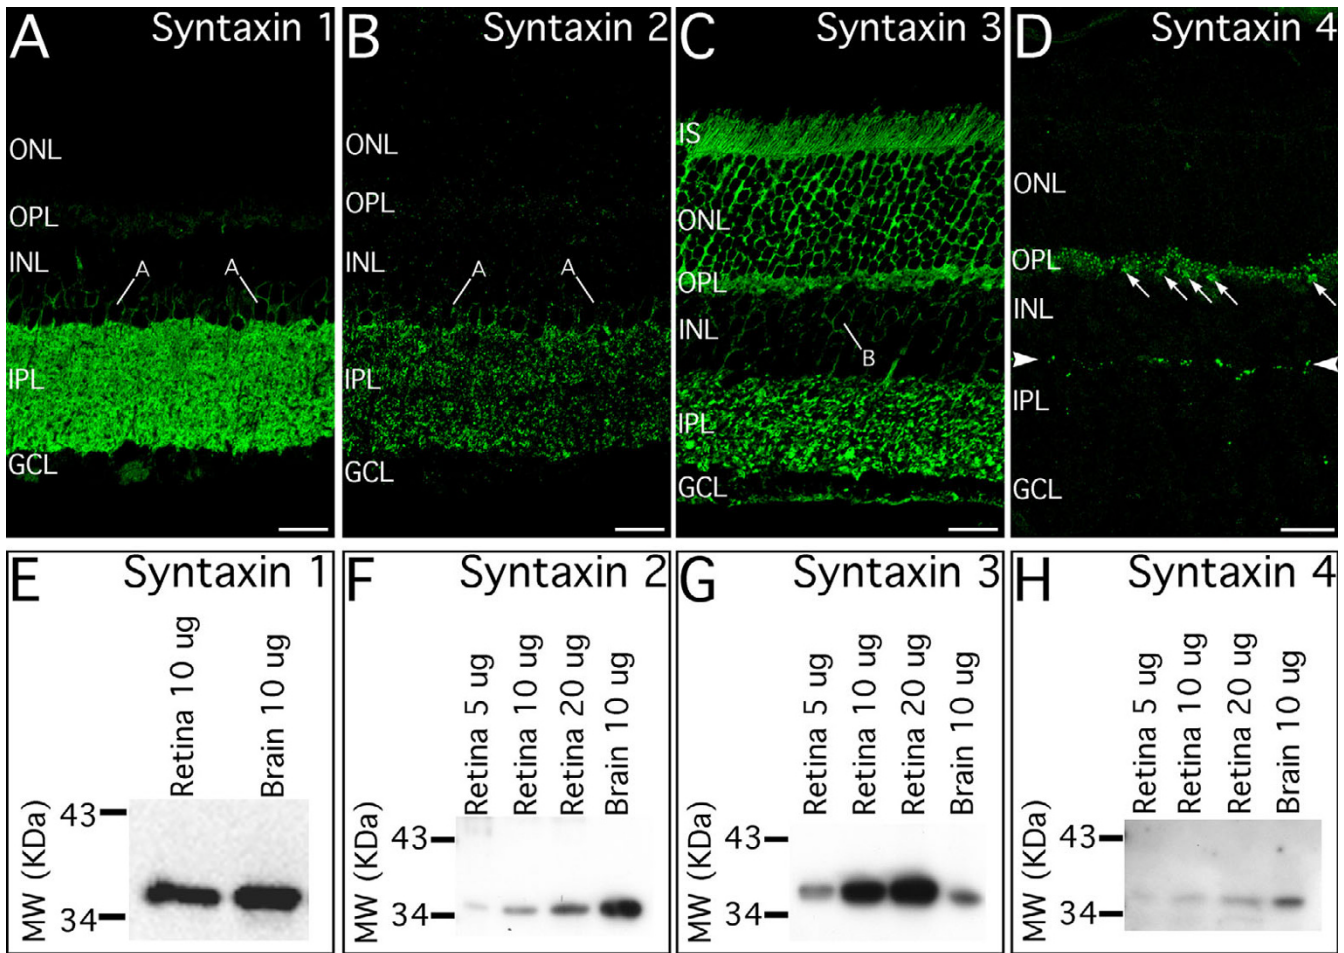 A Syntaxin 1
ONL
OPL
INL
A A
IPL
GCL
B Syntaxin 2
ONL
OPL
INL
A A
IPL
GCL
C Syntaxin 3
IS
ONL
OPL
INL
B
IPL
GCL
D Syntaxin 4
ONL
OPL
INL
IPL
GCL
E Syntaxin 1
Retina 10 ug
Brain 10 ug
MW (KDa)
43
34
F Syntaxin 2
Retina 5 ug
Retina 10 ug
Retina 20 ug
Brain 10 ug
MW (KDa)
43
34
G Syntaxin 3
Retina 5 ug
Retina 10 ug
Retina 20 ug
Brain 10 ug
MW (KDa)
43
34
H Syntaxin 4
Retina 5 ug
Retina 10 ug
Retina 20 ug
Brain 10 ug
MW (KDa)
43
34